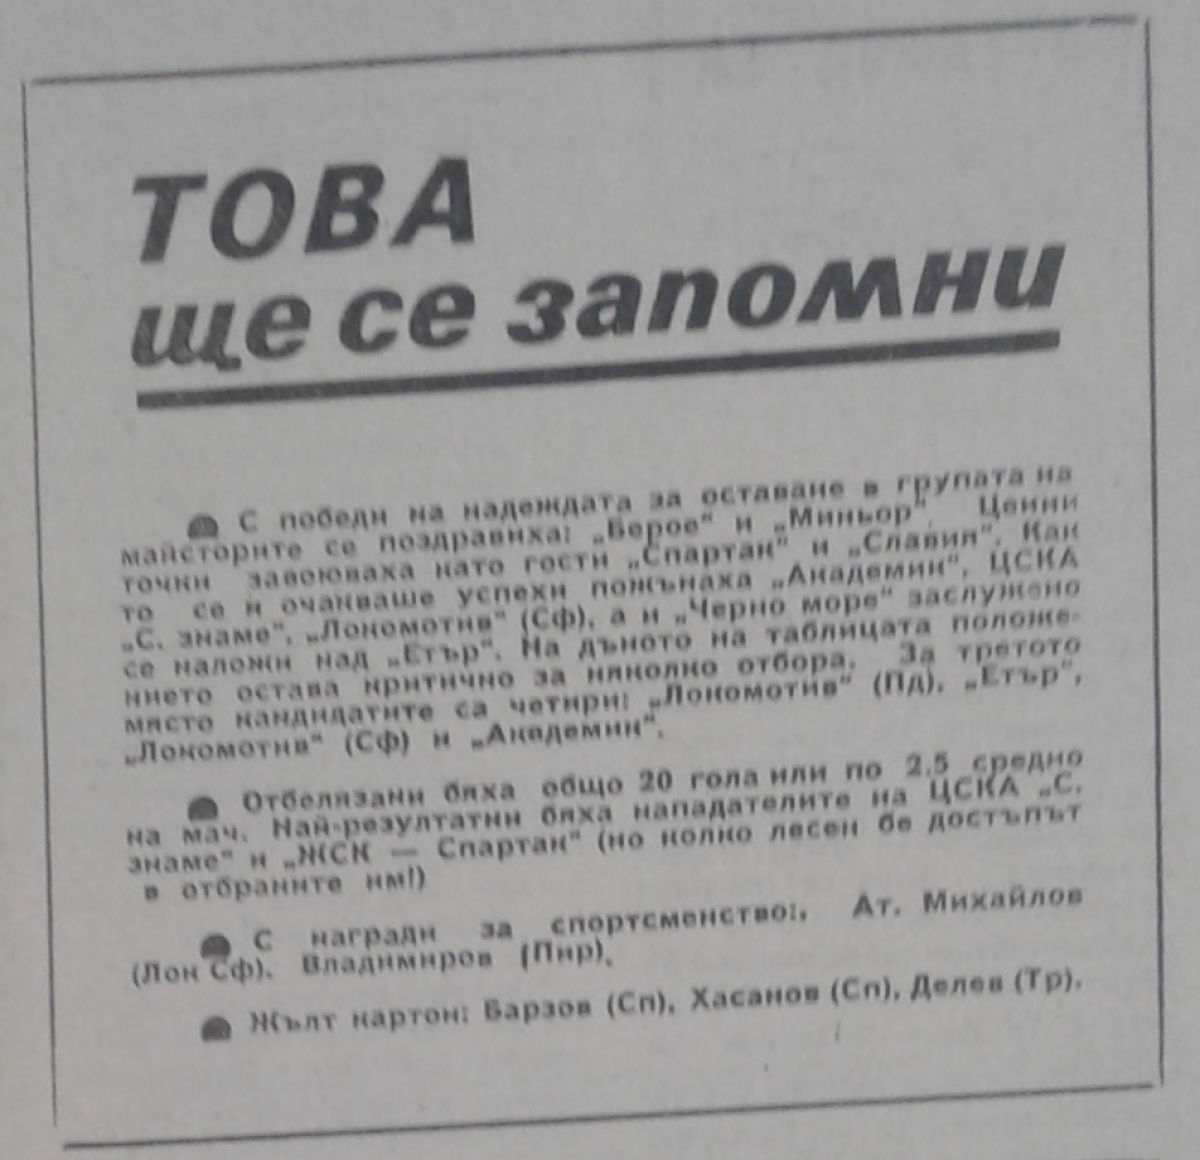 ТОВА
ще се запомни
С победи на надеждата за оставане в групата на
майсторите се поздравиха: „Берое“ и „Миньор“. Ценни
точки завоюваха като гости „Спартак“ и „Славия“. Как
то се и очакваше успехи пожънаха „Академик“, ЦСКА
„С. знаме“, „Локомотив“ (Сф), а и „Черно море“ заслужено
се наложи над „Етър“. На дъното на таблицата положе-
нието остава критично за няколко отбора. За третото
място кандидатите са четири: „Локомотив“ (Пд), „Етър“,
„Локомотив“ (Сф) и „Академик“.
Отбелязани бяха общо 20 гола или по 2.5 средно
на мач. Най-резултатни бяха нападателите на ЦСКА „С.
знаме“ и „ЖСК — Спартак“ (но колко лесен бе достъпът
в отбраните им!)
С награди за спортсменство:. Ат. Михайлов
(Лок Сф). Владимиров (Пир).
Жълт картон: Барзов (Сп), Хасанов (Сп), Делев (Тр).